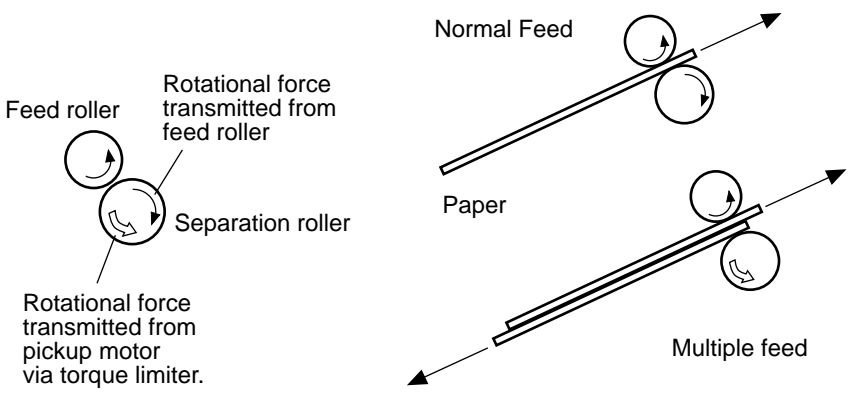 Feed roller
Rotational force
transmitted from
feed roller
Separation roller
Rotational force
transmitted from
pickup motor
via torque limiter.
Normal Feed
Paper
Multiple feed